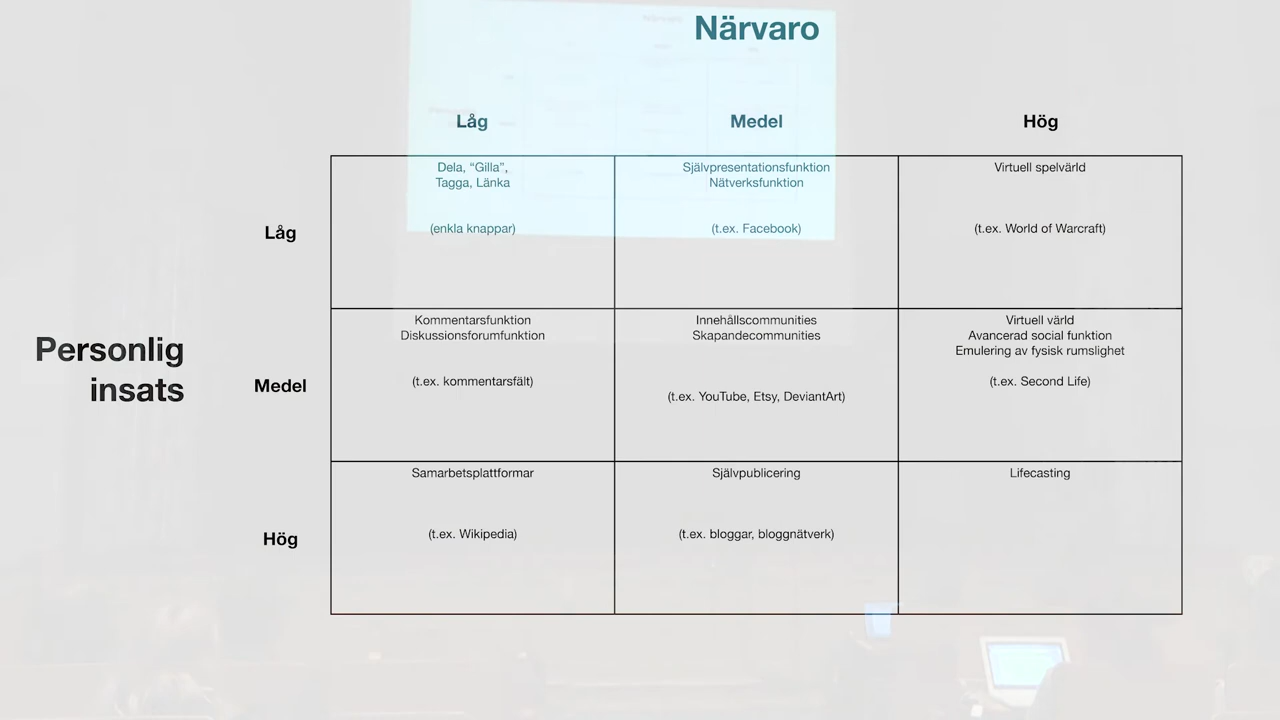 Närvaro
Låg
Medel
Hög
Låg
Dela, “Gilla”,
Tagga, Länka
(enkla knappar)
Självpresentationsfunktion
Nätverksfunktion
(t.ex. Facebook)
Virtuell spelvärld
(t.ex. World of Warcraft)
Personlig
insats
Medel
Kommentarsfunktion
Diskussionsforumfunktion
(t.ex. kommentarsfält)
Innehållscommunities
Skapandecommunities
(t.ex. YouTube, Etsy, DeviantArt)
Virtuell värld
Avancerad social funktion
Emulering av fysisk rumslighet
(t.ex. Second Life)
Hög
Samarbetsplattformar
(t.ex. Wikipedia)
Självpublicering
(t.ex. bloggar, bloggnätverk)
Lifecasting